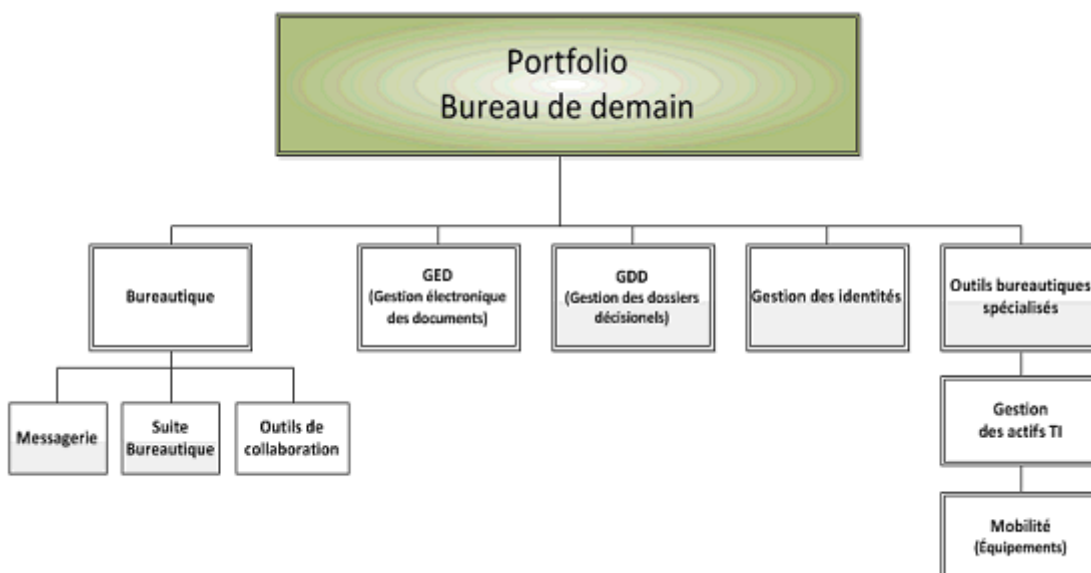 Portfolio
Bureau de demain
Bureautique
GED
(Gestion électronique
des documents)
GDD
(Gestion des dossiers
décisionels)
Gestion des identités
Outils bureautiques
spécialisés
Messagerie
Suite
Bureautique
Outils de
collaboration
Gestion
des actifs TI
Mobilité
(Équipements)